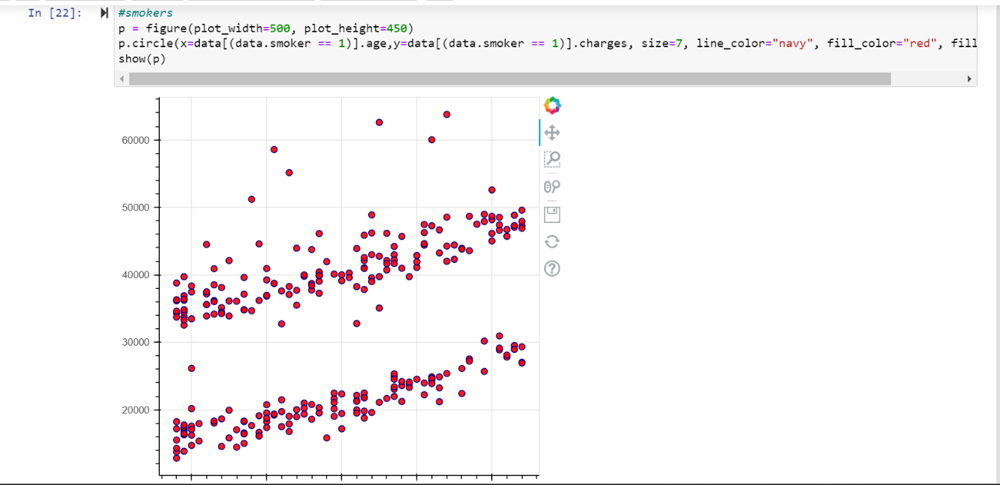 In [22]:
#smokers
p = figure(plot_width=500, plot_height=450)
p.circle(x=data[(data.smoker == 1)].age,y=data[(data.smoker == 1)].charges, size=7, line_color="navy", fill_color="red", fill
show(p)
60000
50000
40000
30000
20000